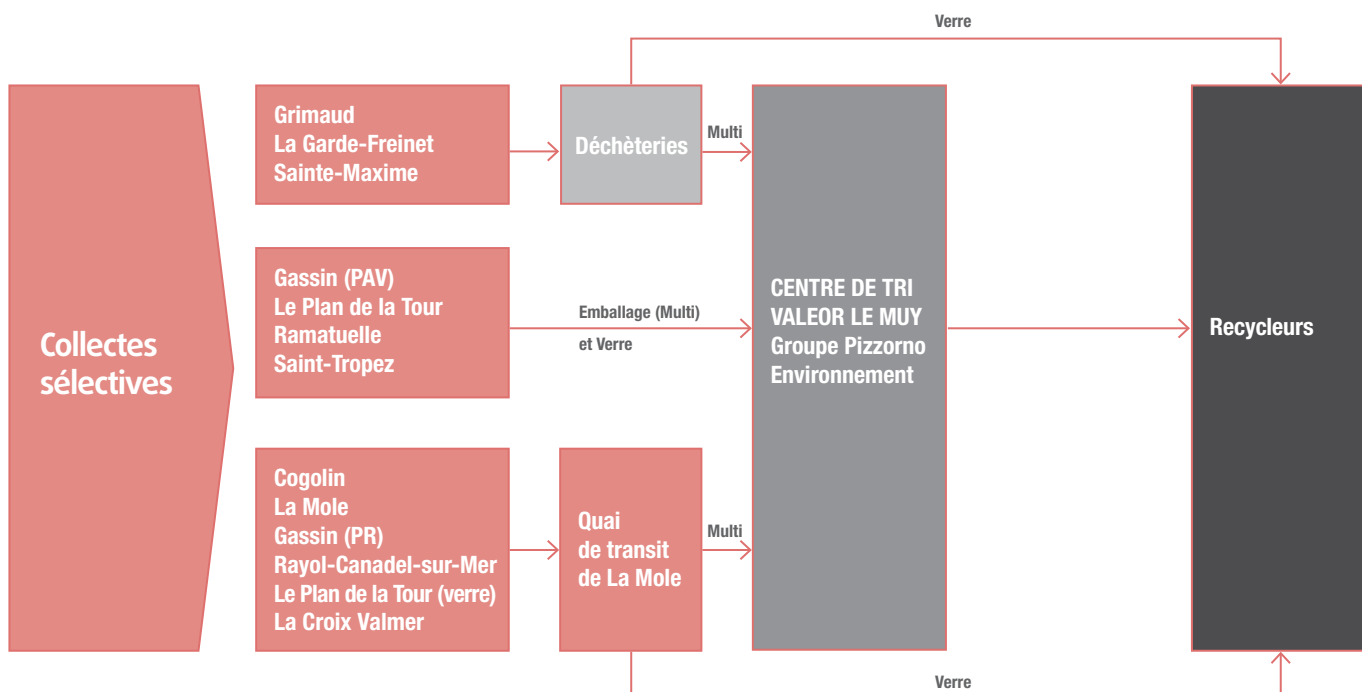 Verre
Collectes
sélectives
Grimaud
La Garde-Freinet
Sainte-Maxime
Déchèteries
Multi
Gassin (PAV)
Le Plan de la Tour
Ramatuelle
Saint-Tropez
Emballage (Multi)
et Verre
Cogolin
La Mole
Gassin (PR)
Rayol-Canadel-sur-Mer
Le Plan de la Tour (verre)
La Croix Valmer
Quai
de transit
de La Mole
Multi
CENTRE DE TRI
VALEOR LE MUY
Groupe Pizzorno
Environnement
Recycleurs
Verre